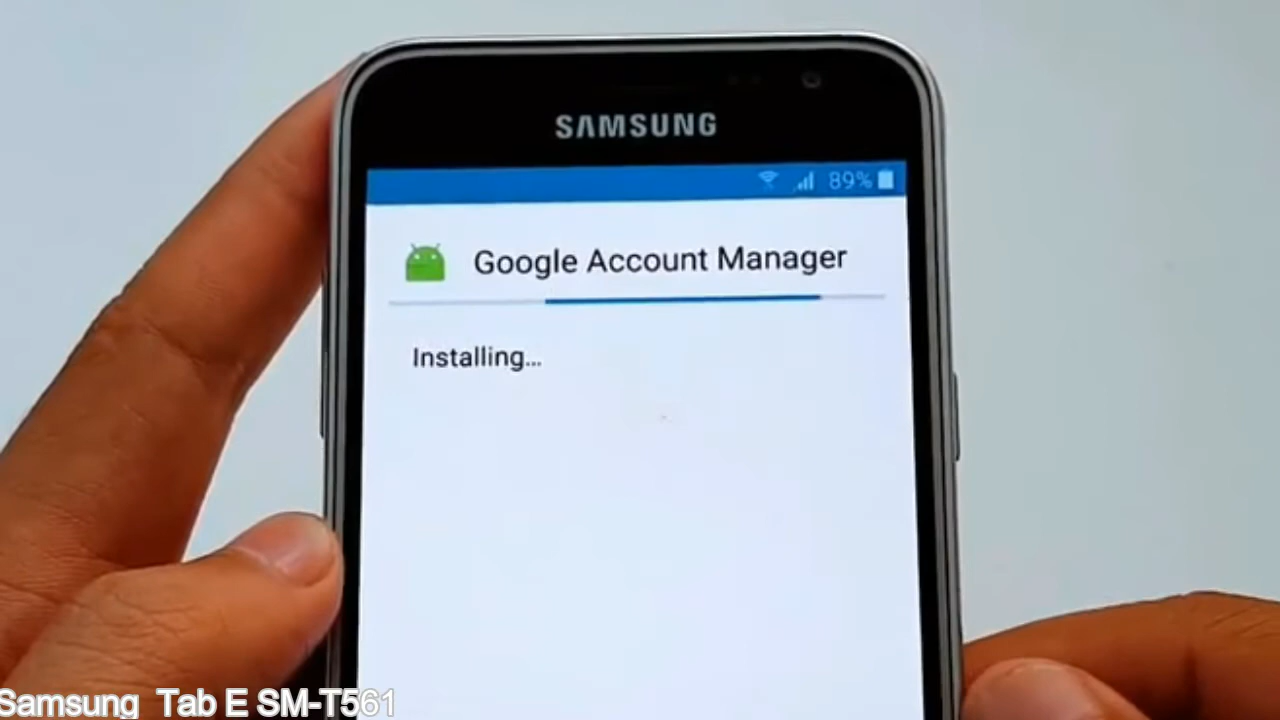 SAMSUNG
89%
Google Account Manager
Installing...
Samsung Tab E SM-T561